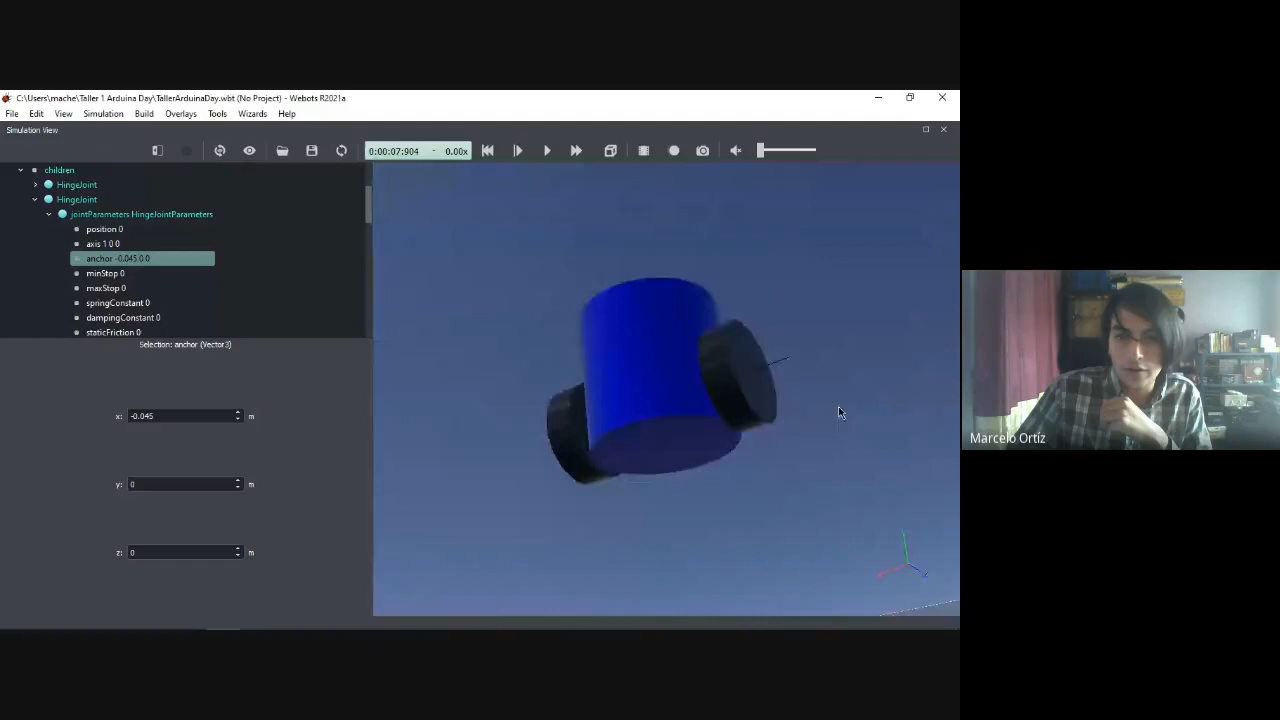 C:\Users\mache\Taller 1 Arduina Day\TallerArduinaDay.wbt (No Project) - Webots R2021a
File Edit View Simulation Build Overlays Tools Wizards Help
Simulation View
0:00:07:904 - 0.00x
children
HingeJoint
HingeJoint
jointParameters HingeJointParameters
position 0
axis 1 0 0
anchor -0.045 0 0
minStop 0
maxStop 0
springConstant 0
dampingConstant 0
staticFriction 0
Selection: anchor (Vector3)
x: -0.045 m
y: 0 m
z: 0 m
Marcelo Ortíz